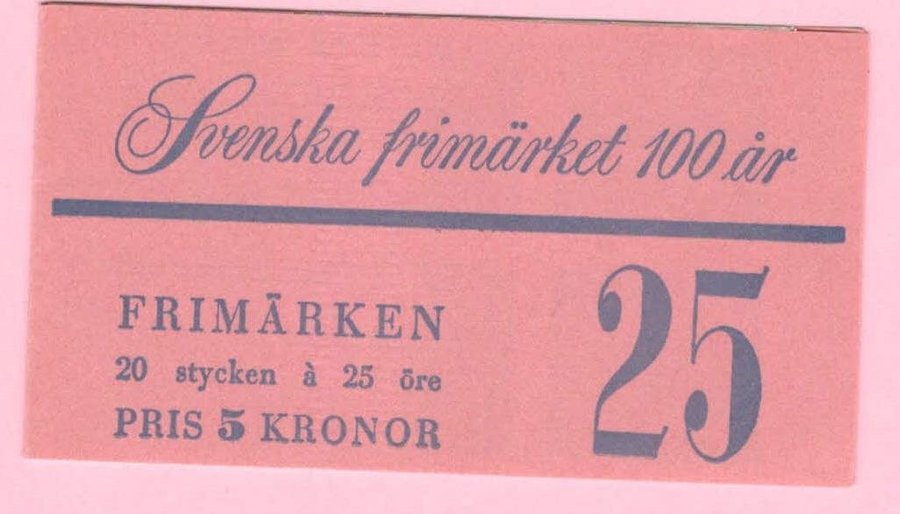 Svenska frimärket 100 år
FRIMÄRKEN
20 stycken à 25 öre
PRIS 5 KRONOR
25